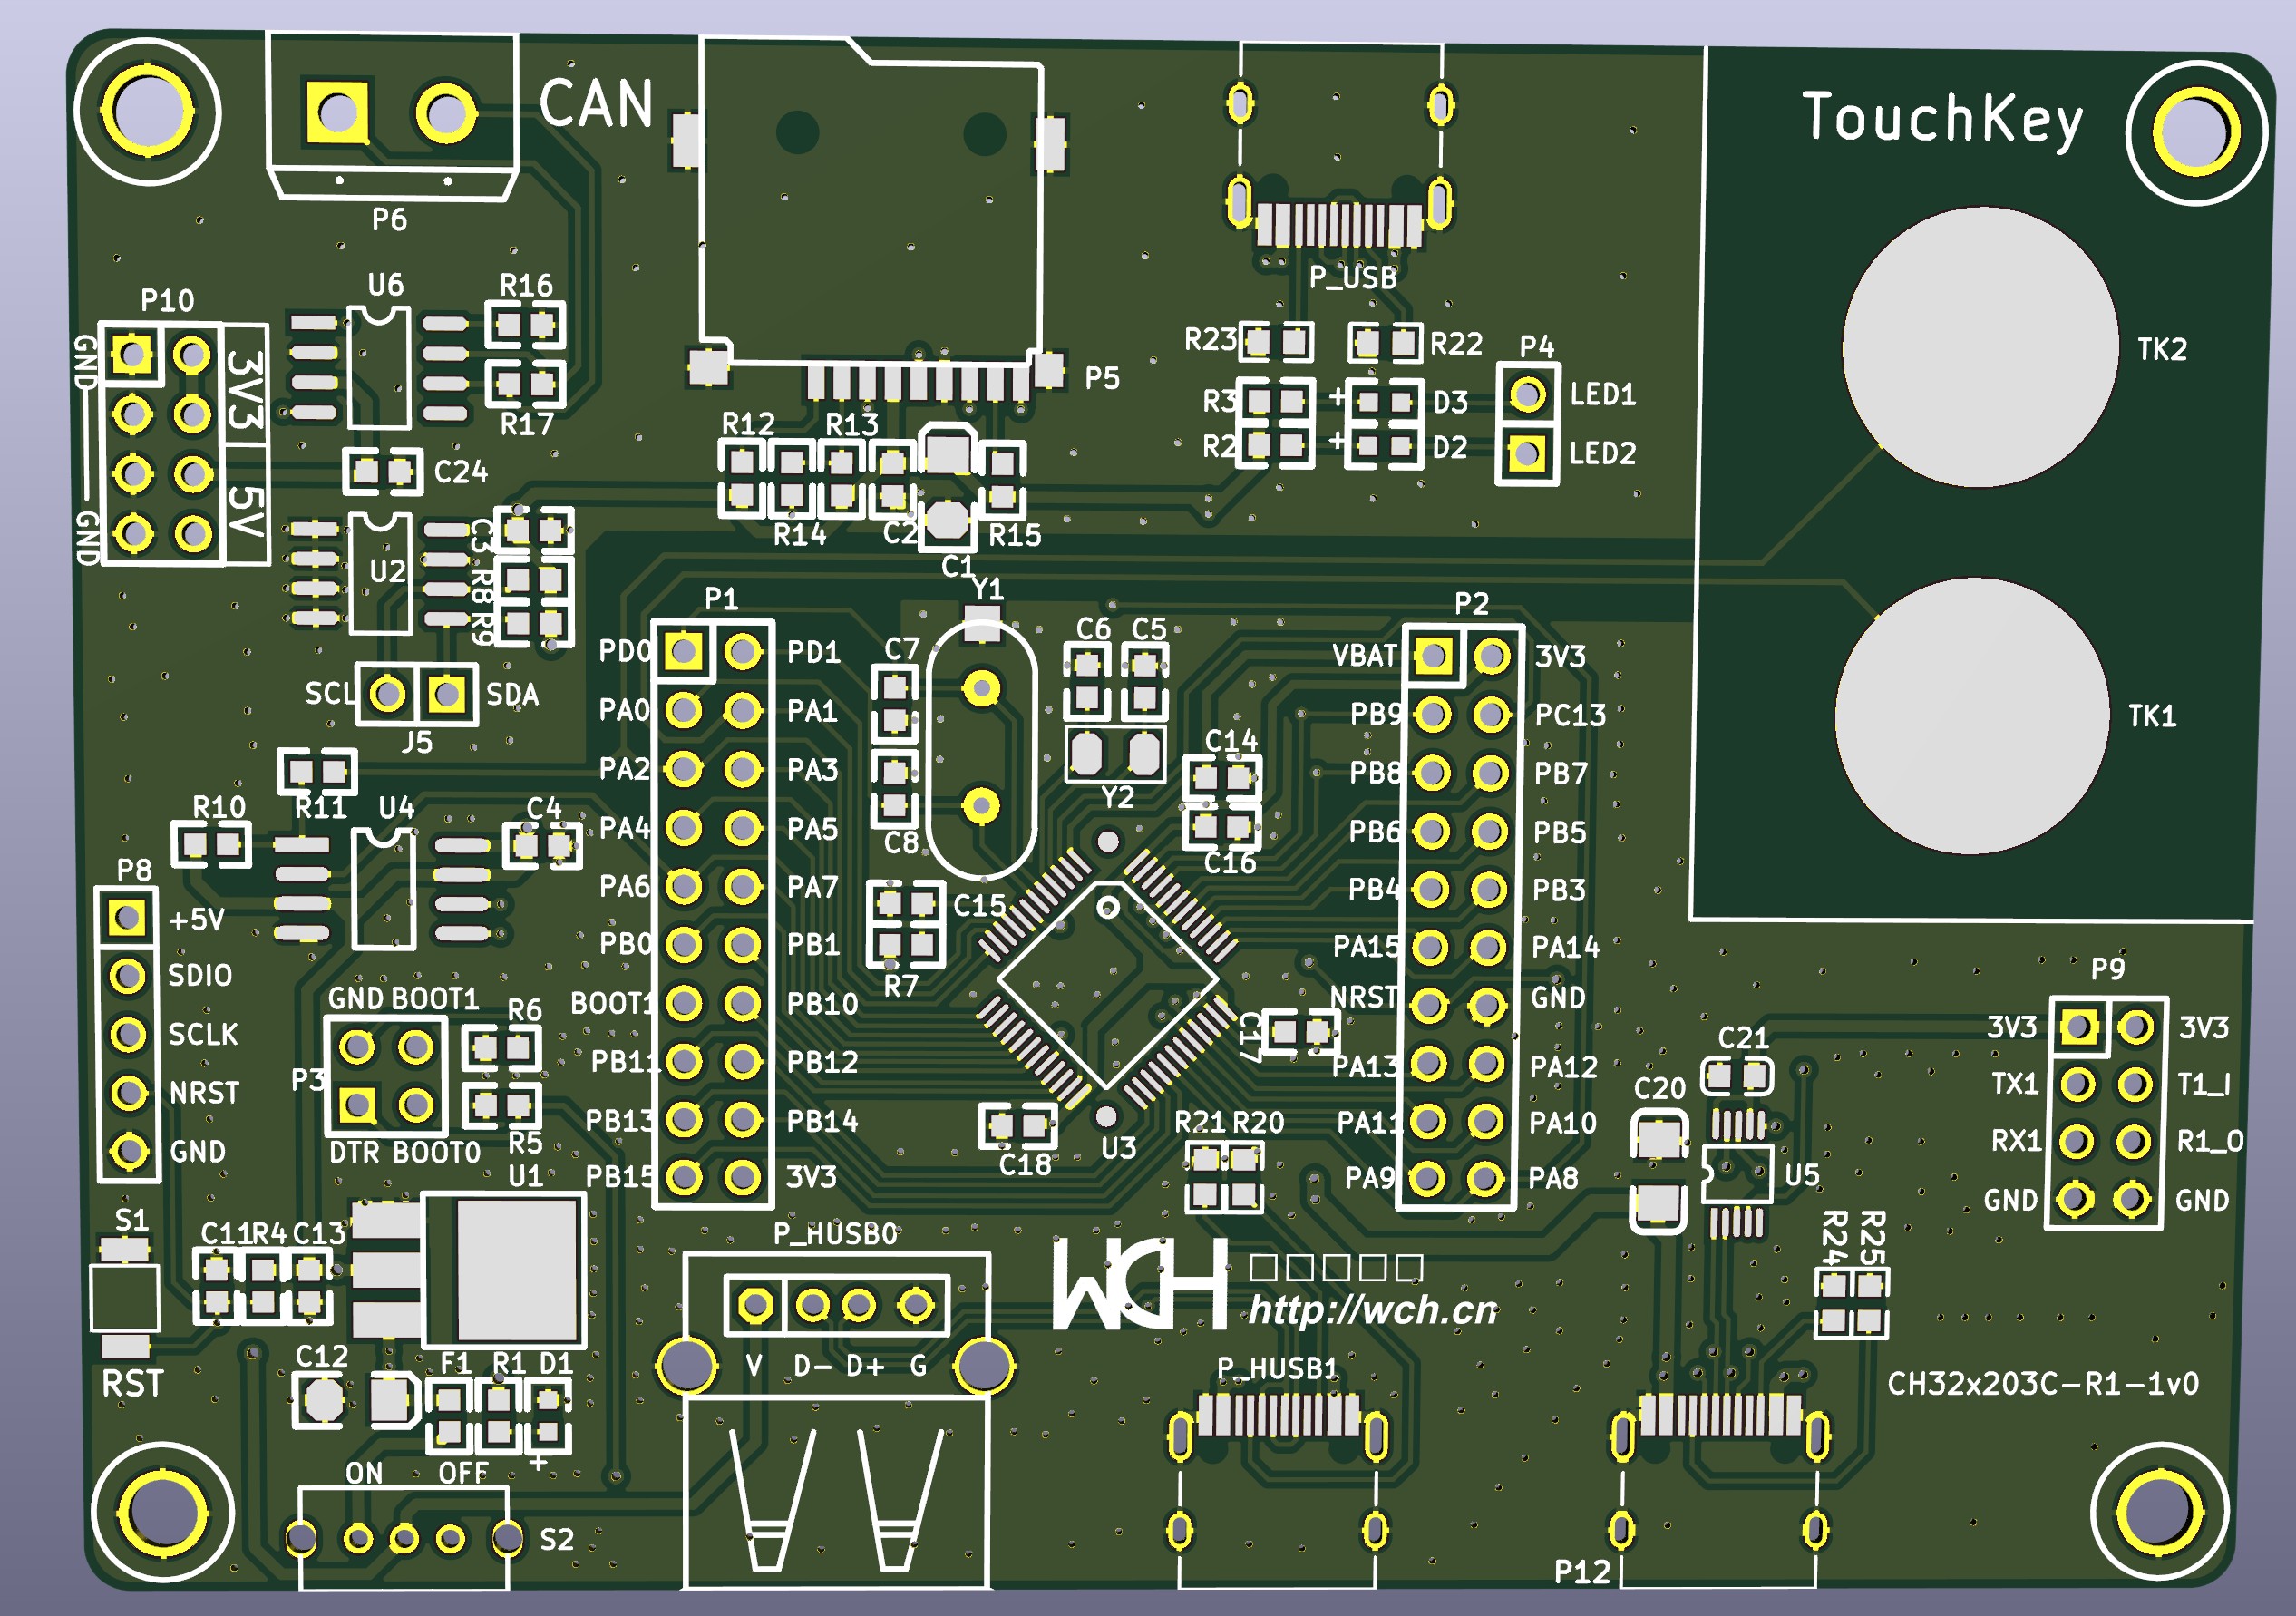 CAN
TouchKey
P6
P_USB
U6
R16
P10
GND
3V3
R17
P5
R23
R22
P4
TK2
R3
+
D3
LED1
R2
+
D2
LED2
R12
R13
C24
5V
GND
C3
R14
C2
R15
U2
R8
C1
Y1
R9
P1
P2
C6
C5
PD0
PD1
C7
VBAT
3V3
SCL
SDA
PA0
PA1
PB9
PC13
TK1
J5
C14
PA2
PA3
PB8
PB7
R10
R11
U4
C4
Y2
PA4
PA5
C8
C16
PB6
PB5
P8
PA6
PA7
C15
PB4
PB3
+5V
PB0
PB1
PA15
PA14
SDIO
R7
P9
GND
BOOT1
R6
BOOT1
PB10
NRST
GND
SCLK
C17
C21
3V3
3V3
P3
PB11
PB12
PA13
PA12
NRST
C20
TX1
T1_I
PB13
PB14
R21
R20
PA11
PA10
R5
U3
RX1
R1_O
GND
DTR
BOOT0
C18
U1
PB15
3V3
PA9
PA8
U5
GND
GND
S1
C11
R4
C13
P_HUSB0
R24
R25
WCH
http://wch.cn
V
D-
D+
G
P_HUSB1
RST
C12
F1
R1
D1
CH32x203C-R1-1v0
+
ON
OFF
S2
P12